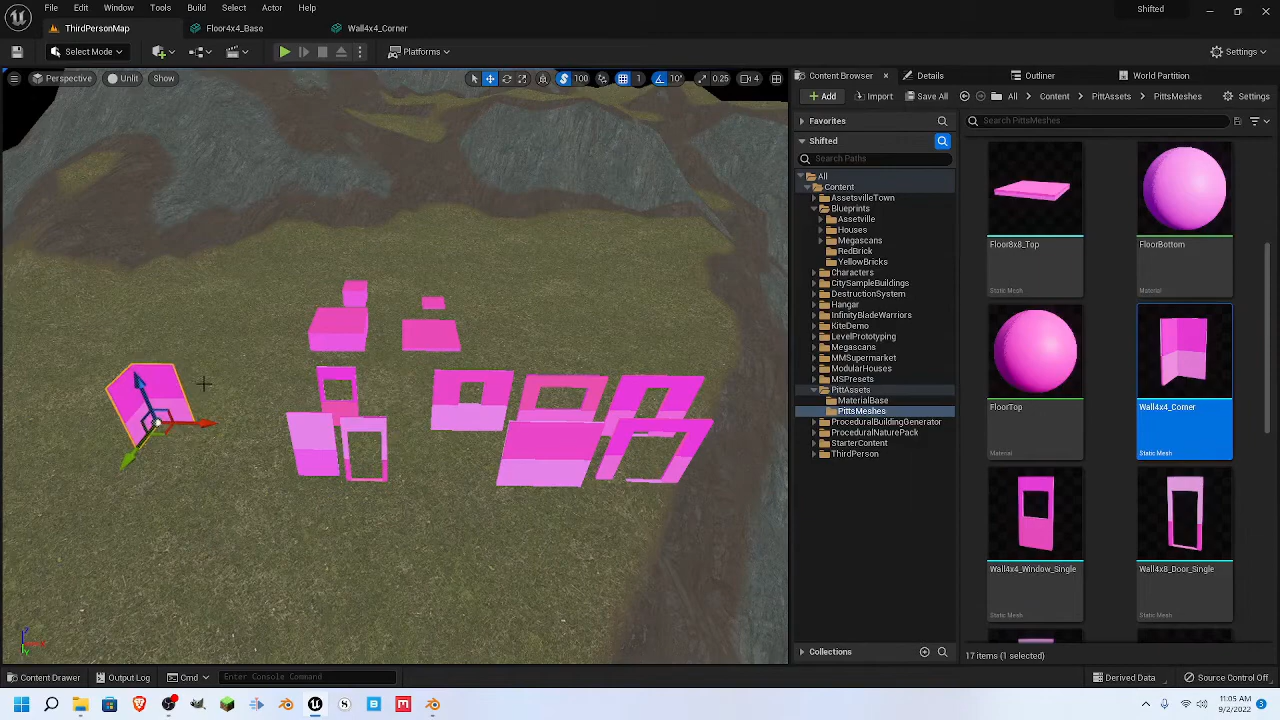 File Edit Window Tools Build Select Actor Help
Shifted
ThirdPersonMap Floor4x4_Base Wall4x4_Corner
Select Mode Platforms Settings
Perspective Unlit Show 100 1 10° 0.25 4
Content Browser Details Outliner World Partition
Add Import Save All All Content PittAssets PittsMeshes Settings
Favorites
Search PittsMeshes
Shifted
Search Paths
All
Content
AssetsvilleTown
Blueprints
Assetville
Houses
Megascans
RedBrick
YellowBricks
Characters
CitySampleBuildings
DestructionSystem
Hangar
InfinityBladeWarriors
KiteDemo
LevelPrototyping
Megascans
MMSupermarket
ModularHouses
MSPresets
PittAssets
MaterialBase
PittsMeshes
ProceduralBuildingGenerator
ProceduralNaturePack
StarterContent
ThirdPerson
Floor8x8_Top
Static Mesh
FloorBottom
Material
FloorTop
Material
Wall4x4_Corner
Static Mesh
Wall4x4_Window_Single
Static Mesh
Wall4x8_Door_Single
Static Mesh
Collections
17 items (1 selected)
Content Drawer Output Log Cmd Enter Console Command Source Control Off
11:05 AM
9/2/2022